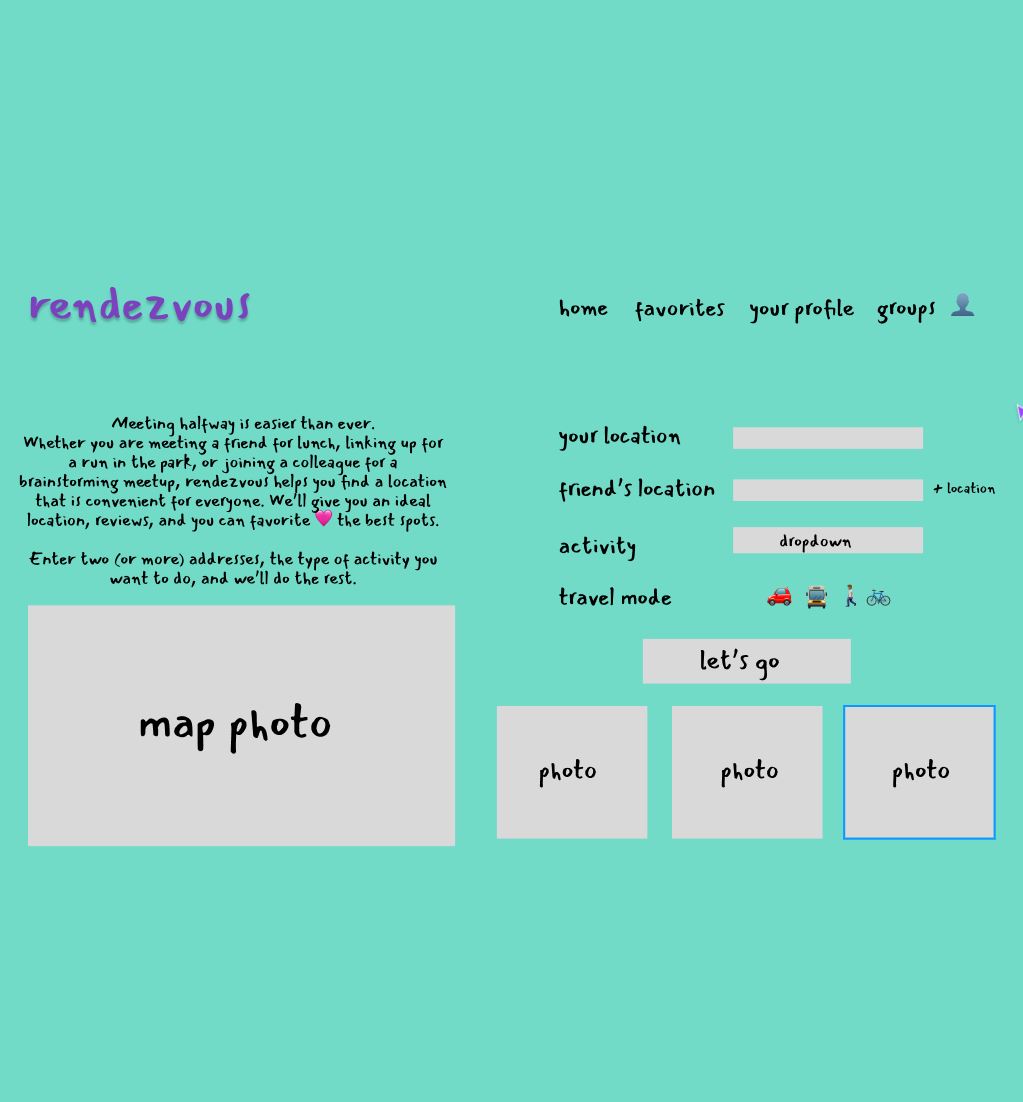 rendezvous
home favorites your profile groups
Meeting halfway is easier than ever.
Whether you are meeting a friend for lunch, linking up for
a run in the park, or joining a colleague for a
brainstorming meetup, rendezvous helps you find a location
that is convenient for everyone. We'll give you an ideal
location, reviews, and you can favorite 🩷 the best spots.
Enter two (or more) addresses, the type of activity you
want to do, and we'll do the rest.
map photo
your location
friend's location
+ location
activity
dropdown
travel mode
let's go
photo
photo
photo